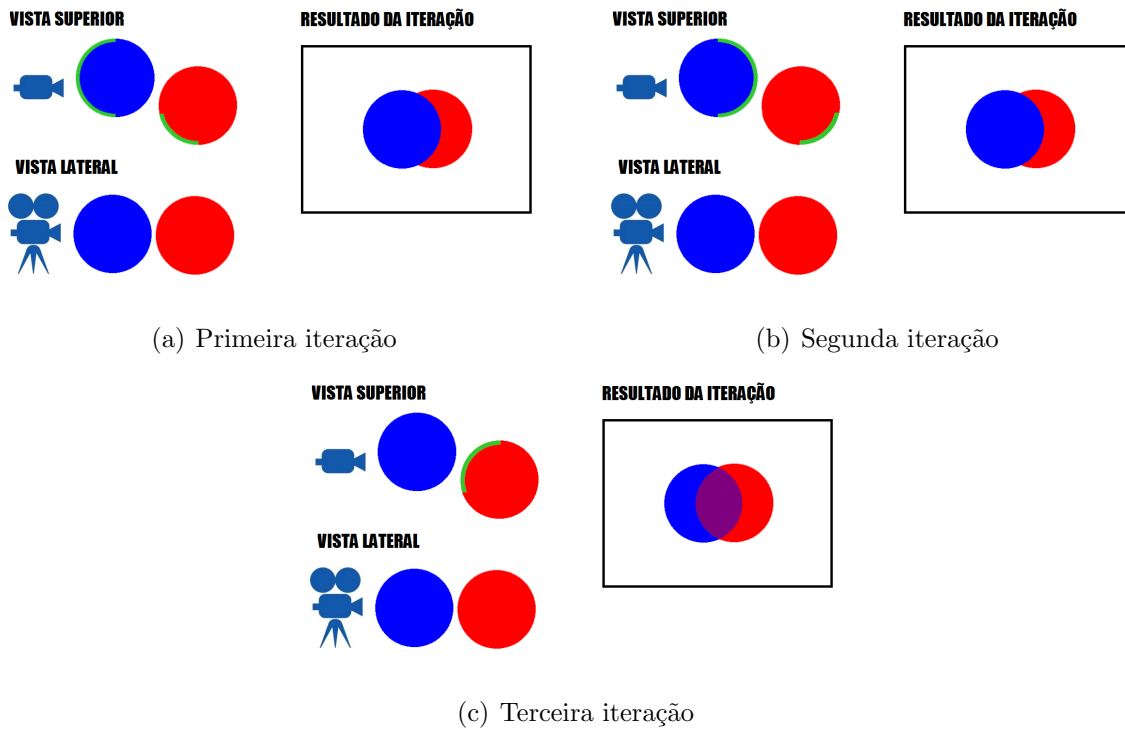 VISTA SUPERIOR
RESULTADO DA ITERAÇÃO
VISTA LATERAL
(a) Primeira iteração
VISTA SUPERIOR
RESULTADO DA ITERAÇÃO
VISTA LATERAL
(b) Segunda iteração
VISTA SUPERIOR
RESULTADO DA ITERAÇÃO
VISTA LATERAL
(c) Terceira iteração